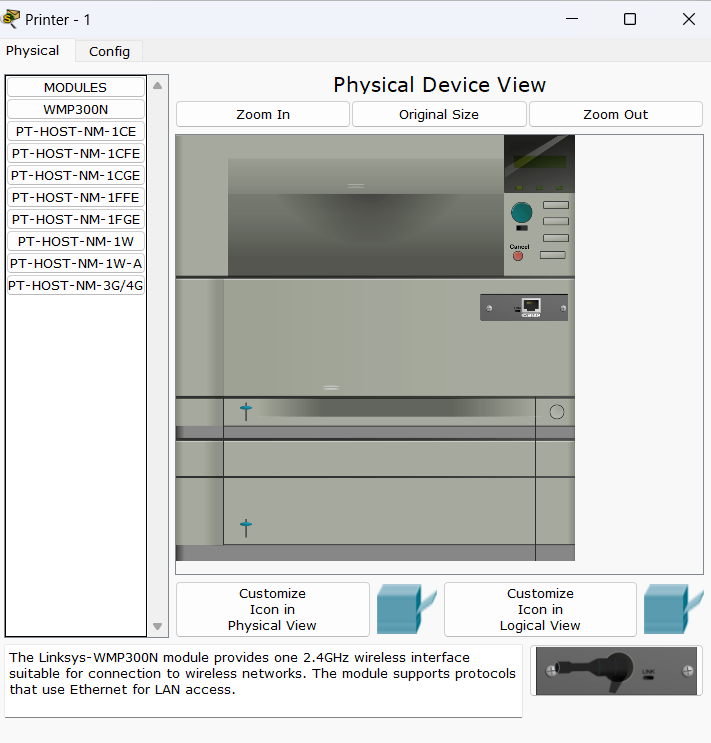 Printer - 1
Physical
Config
MODULES
WMP300N
PT-HOST-NM-1CE
PT-HOST-NM-1CFE
PT-HOST-NM-1CGE
PT-HOST-NM-1FFE
PT-HOST-NM-1FGE
PT-HOST-NM-1W
PT-HOST-NM-1W-A
PT-HOST-NM-3G/4G
Physical Device View
Zoom In
Original Size
Zoom Out
Cancel
Customize
Icon in
Physical View
Customize
Icon in
Logical View
The Linksys-WMP300N module provides one 2.4GHz wireless interface
suitable for connection to wireless networks. The module supports protocols
that use Ethernet for LAN access.
LINK